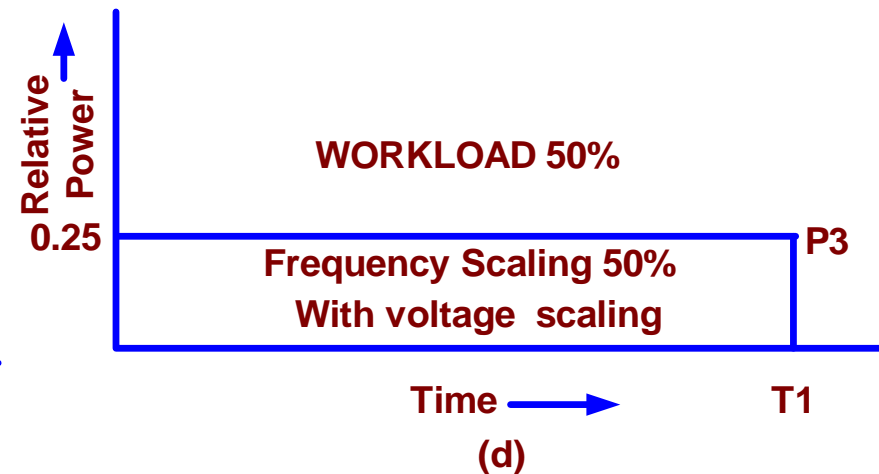 Relative
Power
WORKLOAD 50%
0.25
P3
Frequency Scaling 50%
With voltage scaling
Time
T1
(d)